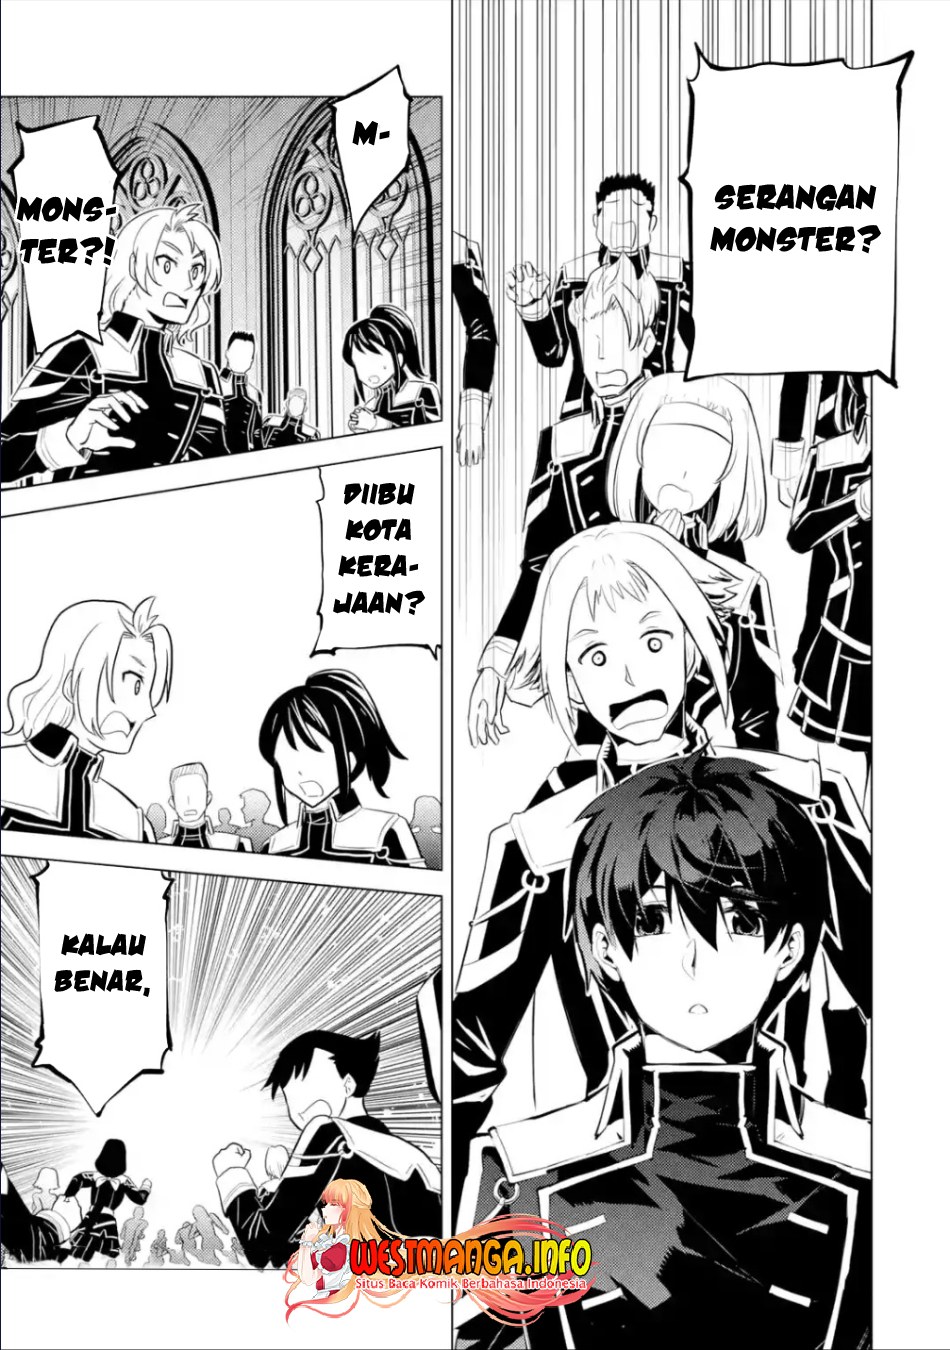 SERANGAN
MONSTER?
M-
MONS-
TER?!
DIIBU
KOTA
KERA-
JAAN?
KALAU
BENAR,
WESTMANGA.INFO
Situs Baca Komik Berbahasa Indonesia